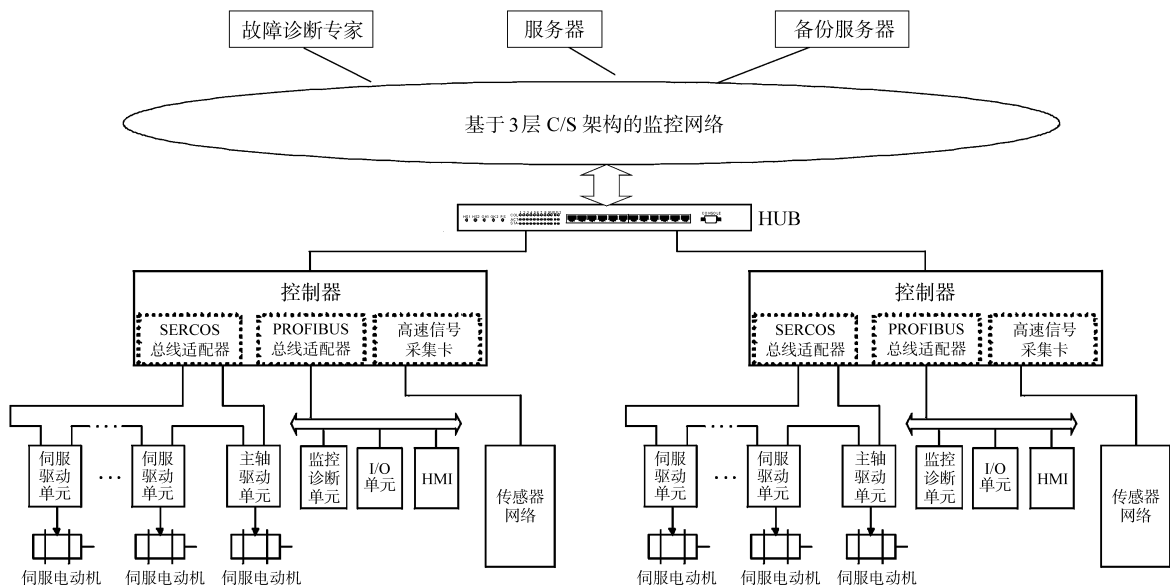 故障诊断专家
服务器
备份服务器
基于3层 C/S 架构的监控网络
HUB
控制器
SERCOS
总线适配器
PROFIBUS
总线适配器
高速信号
采集卡
控制器
SERCOS
总线适配器
PROFIBUS
总线适配器
高速信号
采集卡
···
伺服
驱动
单元
···
伺服
驱动
单元
主轴
驱动
单元
监控
诊断
单元
I/O
单元
HMI
传感器
网络
伺服电动机
伺服电动机
伺服电动机
···
伺服
驱动
单元
···
伺服
驱动
单元
主轴
驱动
单元
监控
诊断
单元
I/O
单元
HMI
传感器
网络
伺服电动机
伺服电动机
伺服电动机